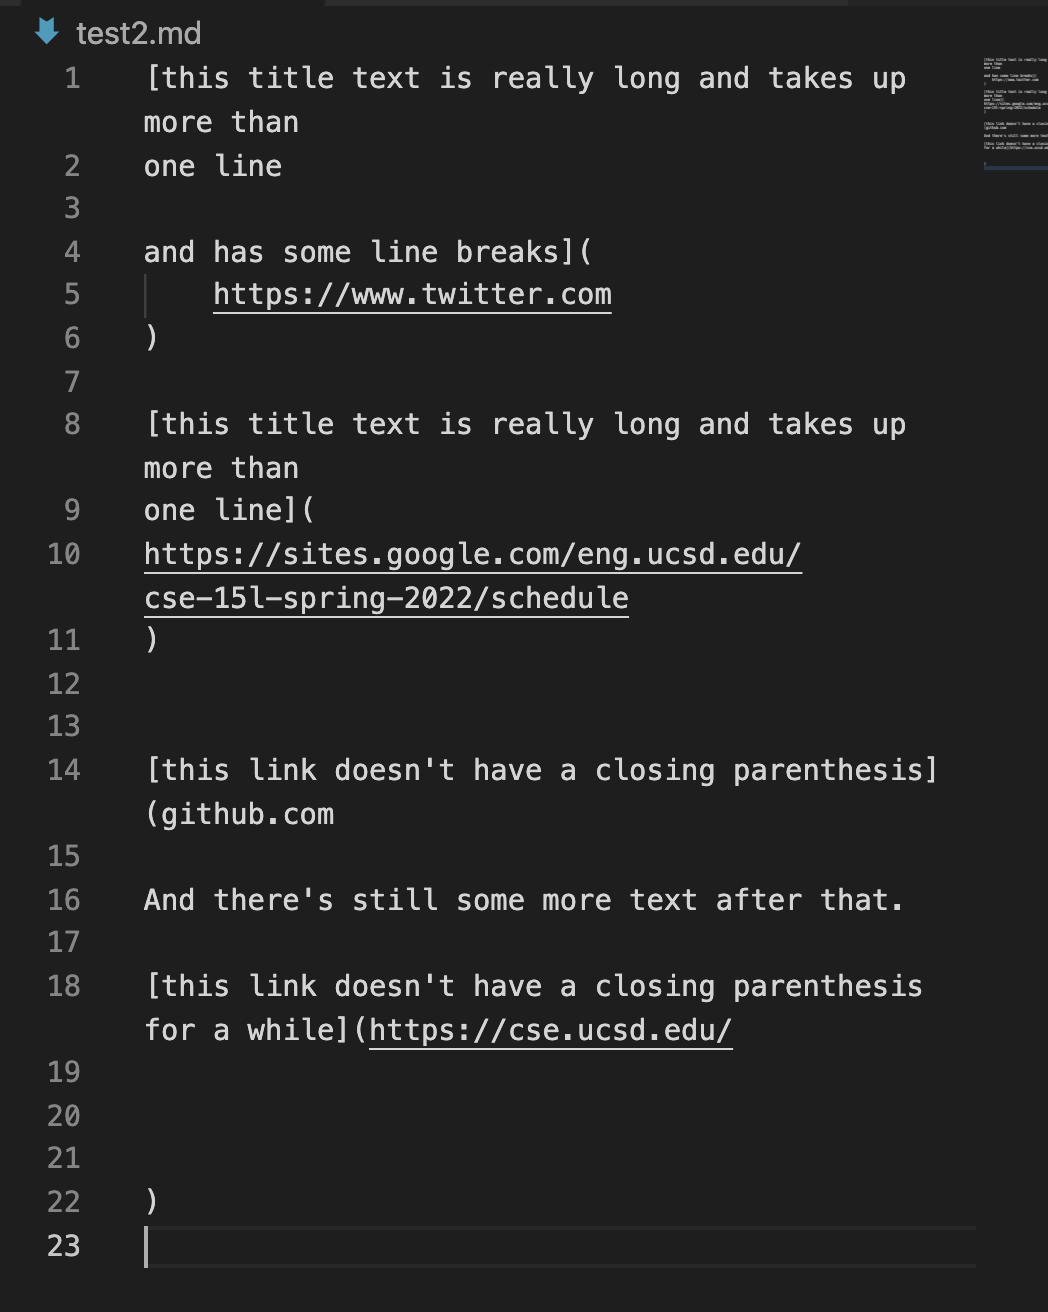 test2.md
1 [this title text is really long and takes up
more than
2 one line
3
4 and has some line breaks](
5 https://www.twitter.com
6 )
7
8 [this title text is really long and takes up
more than
9 one line](
10 https://sites.google.com/eng.ucsd.edu/
cse-15l-spring-2022/schedule
11 )
12
13
14 [this link doesn't have a closing parenthesis]
(github.com
15
16 And there's still some more text after that.
17
18 [this link doesn't have a closing parenthesis
for a while](https://cse.ucsd.edu/
19
20
21
22 )
23